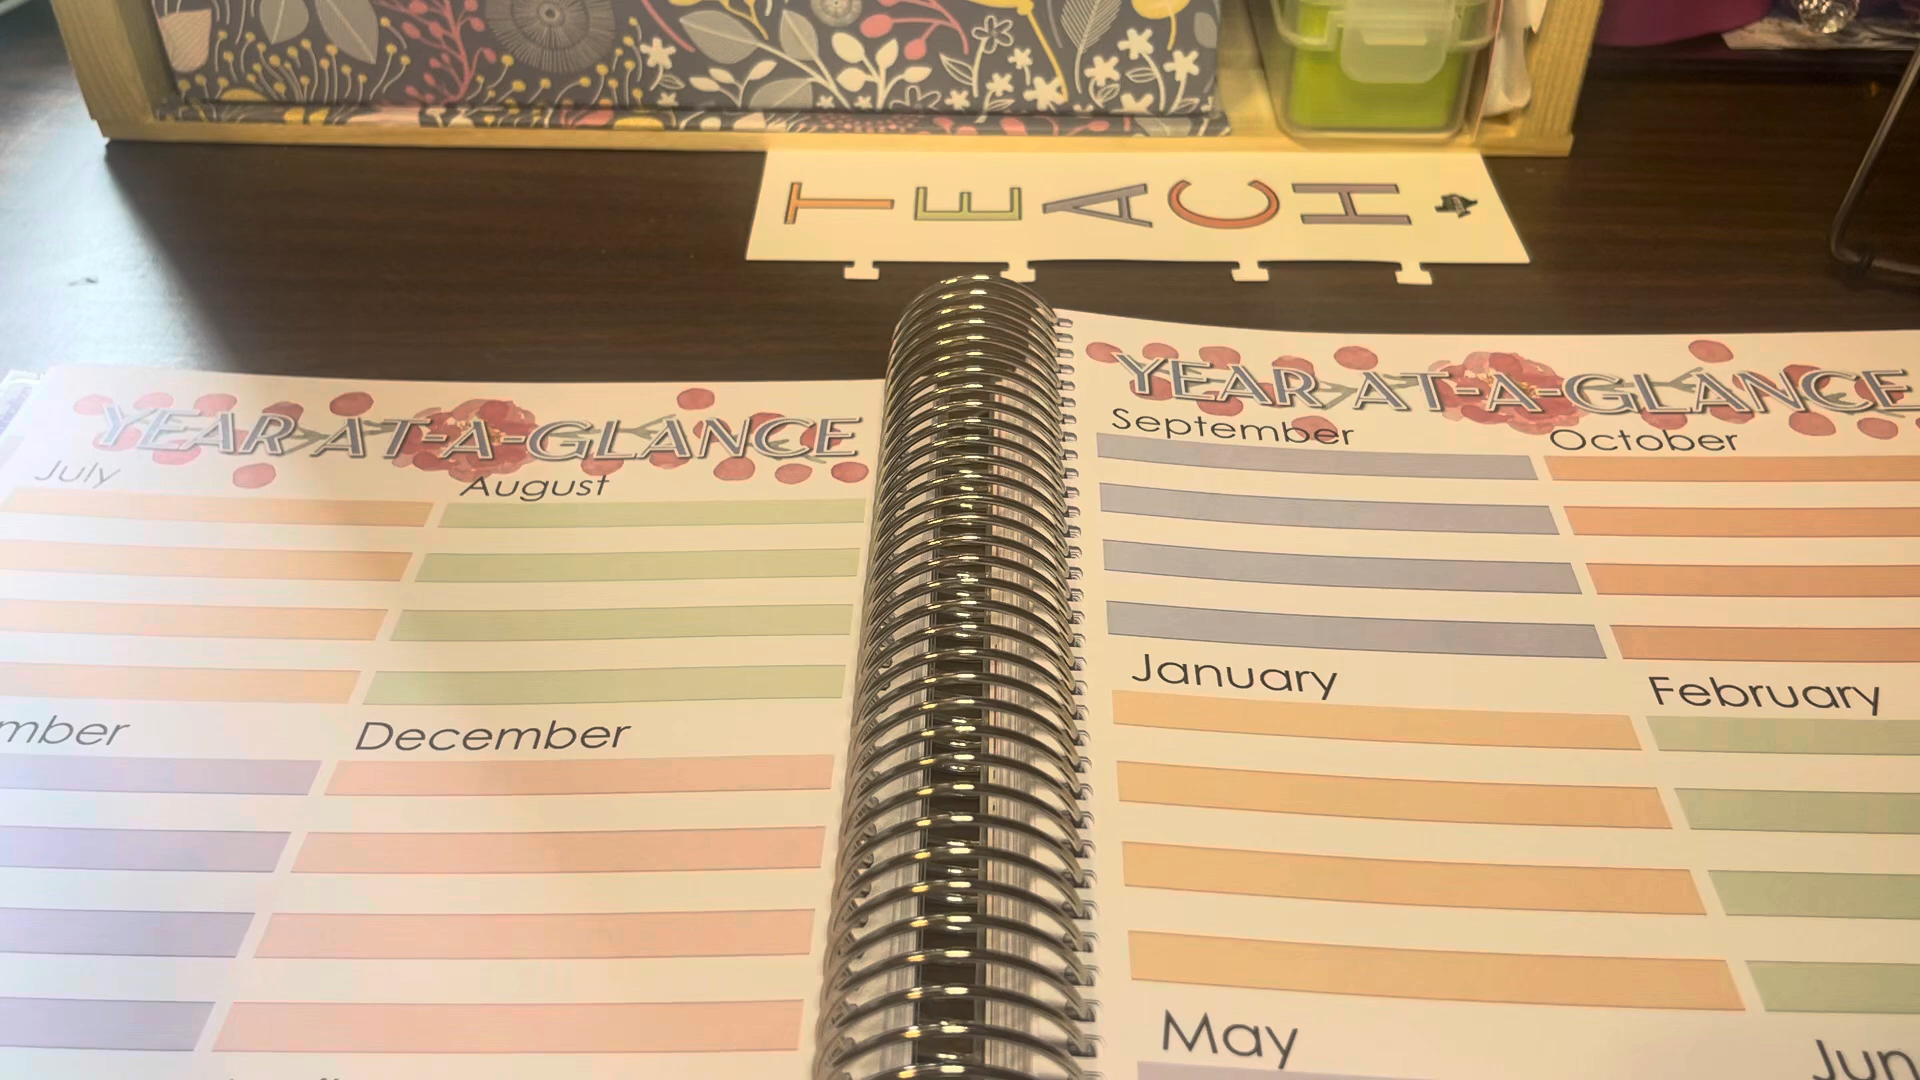 TEACH
YEAR-AT-A-GLANCE
July August
mber December
YEAR-AT-A-GLANCE
September October
January February
May Jun